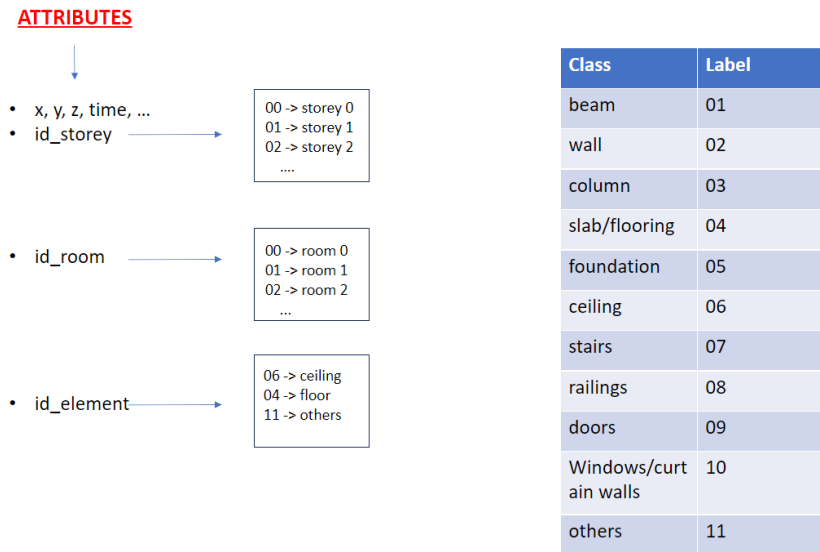 ATTRIBUTES
• x, y, z, time, ...
• id_storey
00 -> storey 0
01 -> storey 1
02 -> storey 2
....
• id_room
00 -> room 0
01 -> room 1
02 -> room 2
...
• id_element
06 -> ceiling
04 -> floor
11 -> others
Class Label
beam 01
wall 02
column 03
slab/flooring 04
foundation 05
ceiling 06
stairs 07
railings 08
doors 09
Windows/curt 10
ain walls
others 11